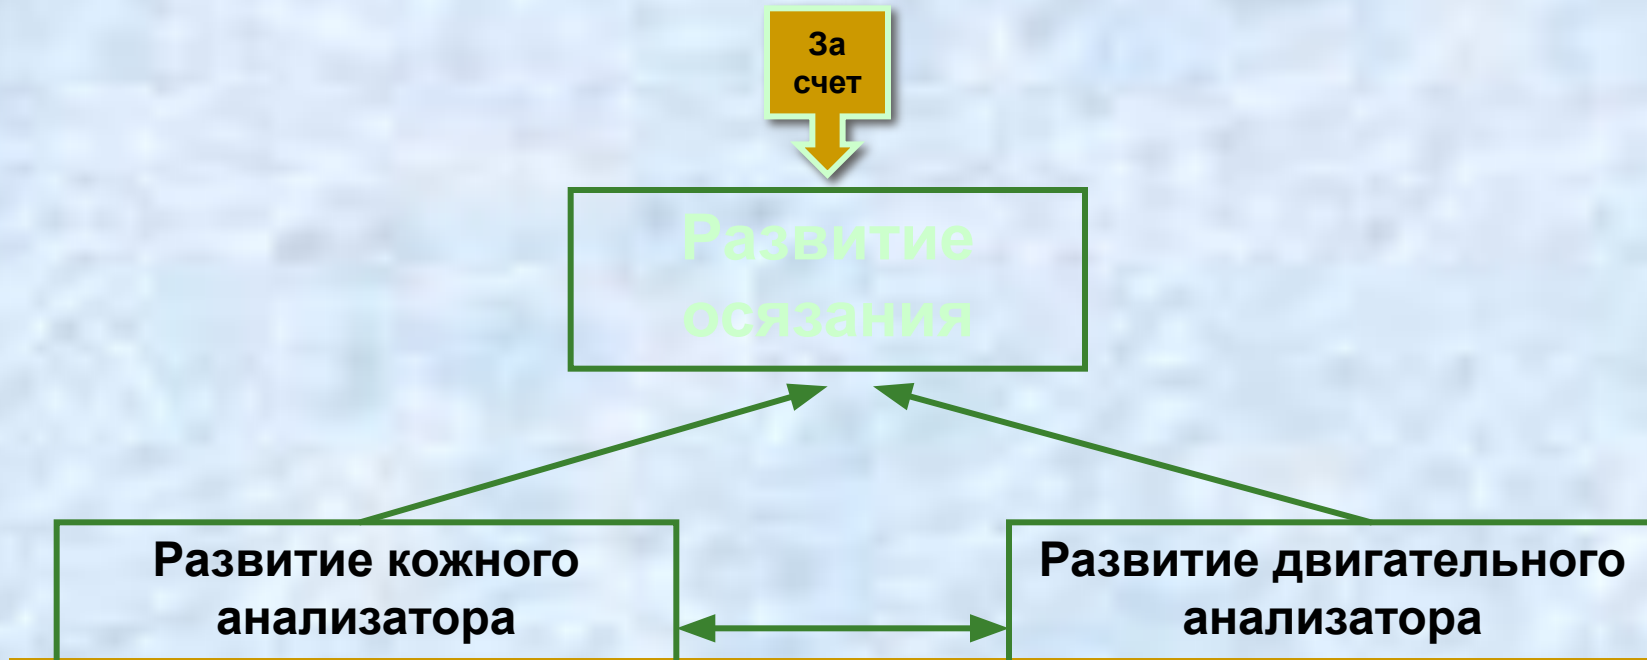 За
счет
Развитие
осязания
Развитие кожного
анализатора
Развитие двигательного
анализатора